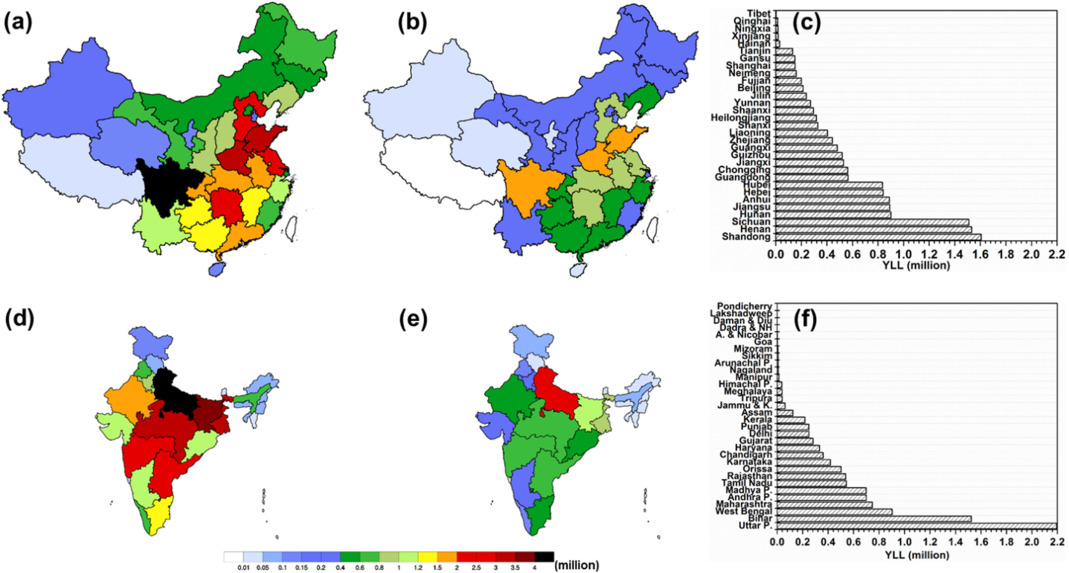 (a)
(b)
(c)
Tibet
Qinghai
Ningxia
Xinjiang
Hainan
Tianjin
Gansu
Shanghai
Neimeng
Fujian
Beijing
Jilin
Yunnan
Shaanxi
Heilongjiang
Shanxi
Liaoning
Zhejiang
Guangxi
Guizhou
Jiangxi
Chongqing
Guangdong
Hubei
Hebei
Anhui
Jiangsu
Hunan
Sichuan
Henan
Shandong
0.0 0.2 0.4 0.6 0.8 1.0 1.2 1.4 1.6 1.8 2.0 2.2
YLL (million)
(d)
(e)
(f)
Pondicherry
Lakshadweep
Daman & Diu
Dadra & NH
A. & Nicobar
Goa
Mizoram
Sikkim
Arunachal P.
Nagaland
Manipur
Himachal P.
Meghalaya
Tripura
Jammu & K.
Assam
Kerala
Punjab
Delhi
Gujarat
Haryana
Chandigarh
Karnataka
Orissa
Rajasthan
Tamil Nadu
Madhya P.
Andhra P.
Maharashtra
West Bengal
Bihar
Uttar P.
0.0 0.2 0.4 0.6 0.8 1.0 1.2 1.4 1.6 1.8 2.0 2.2
YLL (million)
0.01 0.05 0.1 0.15 0.2 0.4 0.6 0.8 1 1.2 1.5 2 2.5 3 3.5 4 (million)